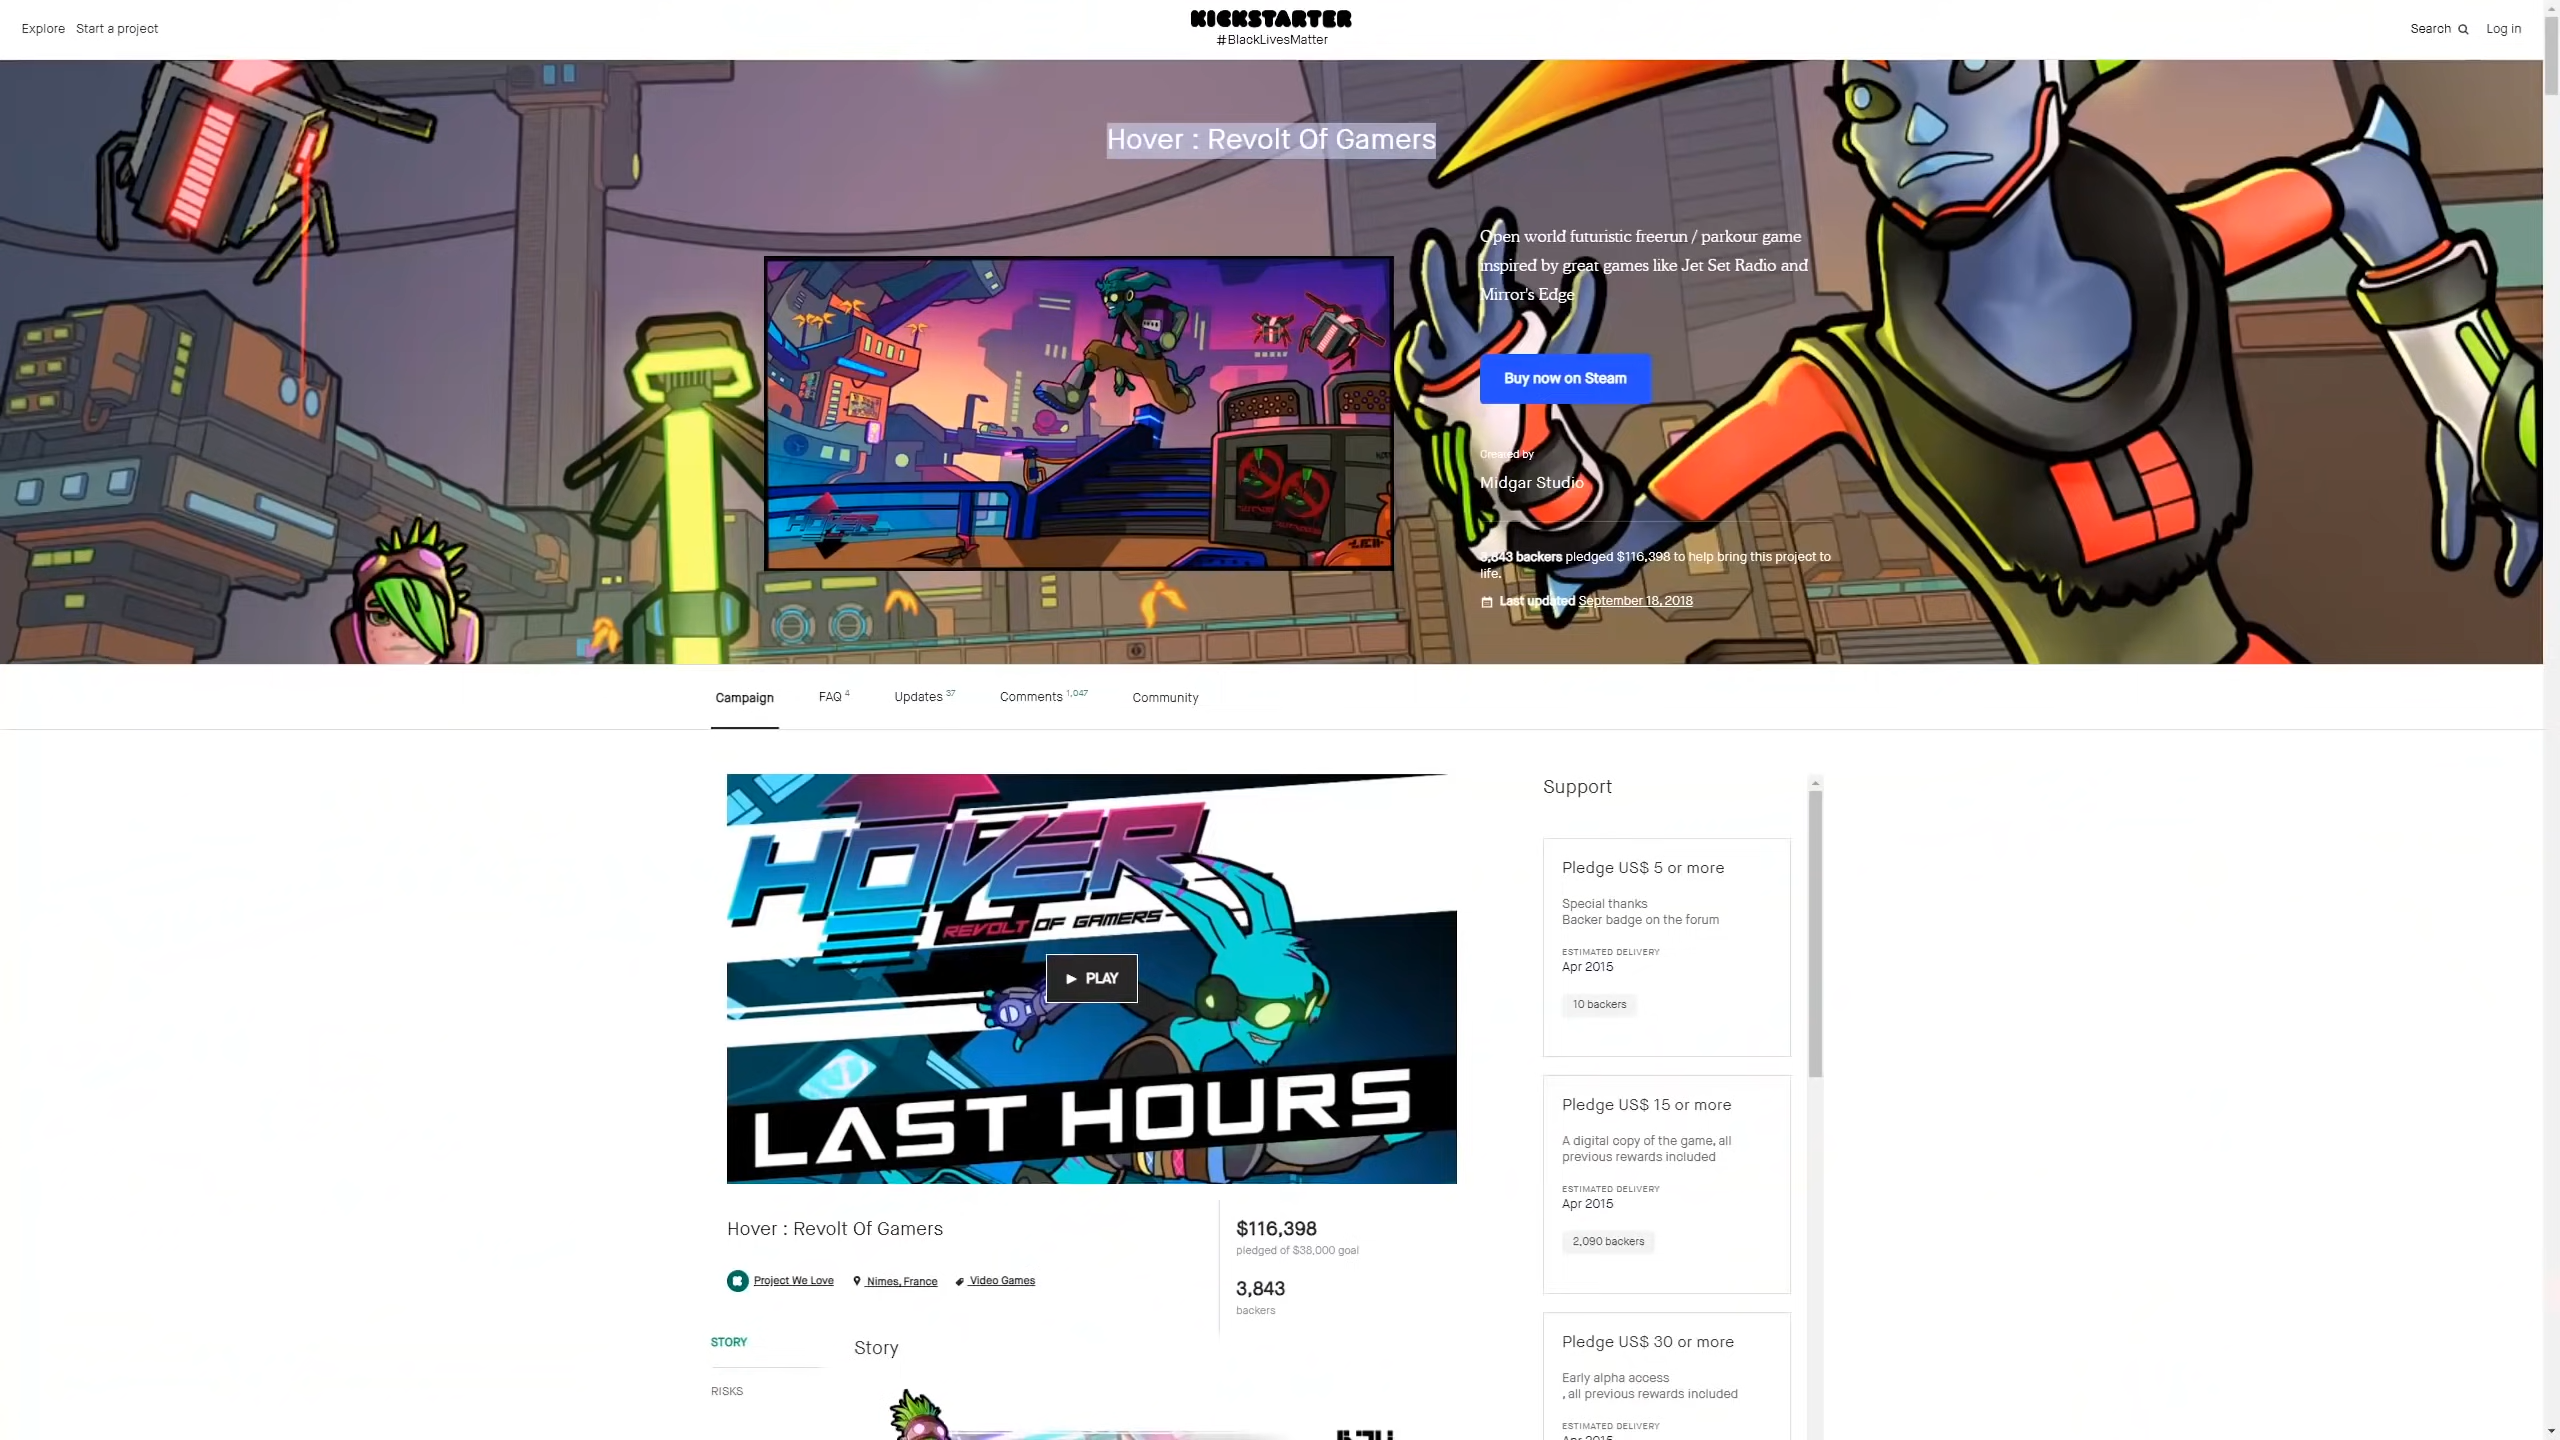 Explore Start a project
KICKSTARTER
#BlackLivesMatter
Search Log in
Hover : Revolt Of Gamers
Open world futuristic freerun / parkour game
inspired by great games like Jet Set Radio and
Mirror's Edge
Buy now on Steam
Created by
Midgar Studio
3,843 backers pledged $116,398 to help bring this project to
life.
Last updated September 18, 2018
HOVER
Campaign FAQ 4 Updates 37 Comments 1,047 Community
HOVER
REVOLT OF GAMERS
PLAY
LAST HOURS
Hover : Revolt Of Gamers
Project We Love Nimes, France Video Games
$116,398
pledged of $38,000 goal
3,843
backers
STORY
RISKS
Story
Support
Pledge US$ 5 or more
Special thanks
Backer badge on the forum
ESTIMATED DELIVERY
Apr 2015
10 backers
Pledge US$ 15 or more
A digital copy of the game, all
previous rewards included
ESTIMATED DELIVERY
Apr 2015
2,090 backers
Pledge US$ 30 or more
Early alpha access
, all previous rewards included
ESTIMATED DELIVERY
Apr 2015